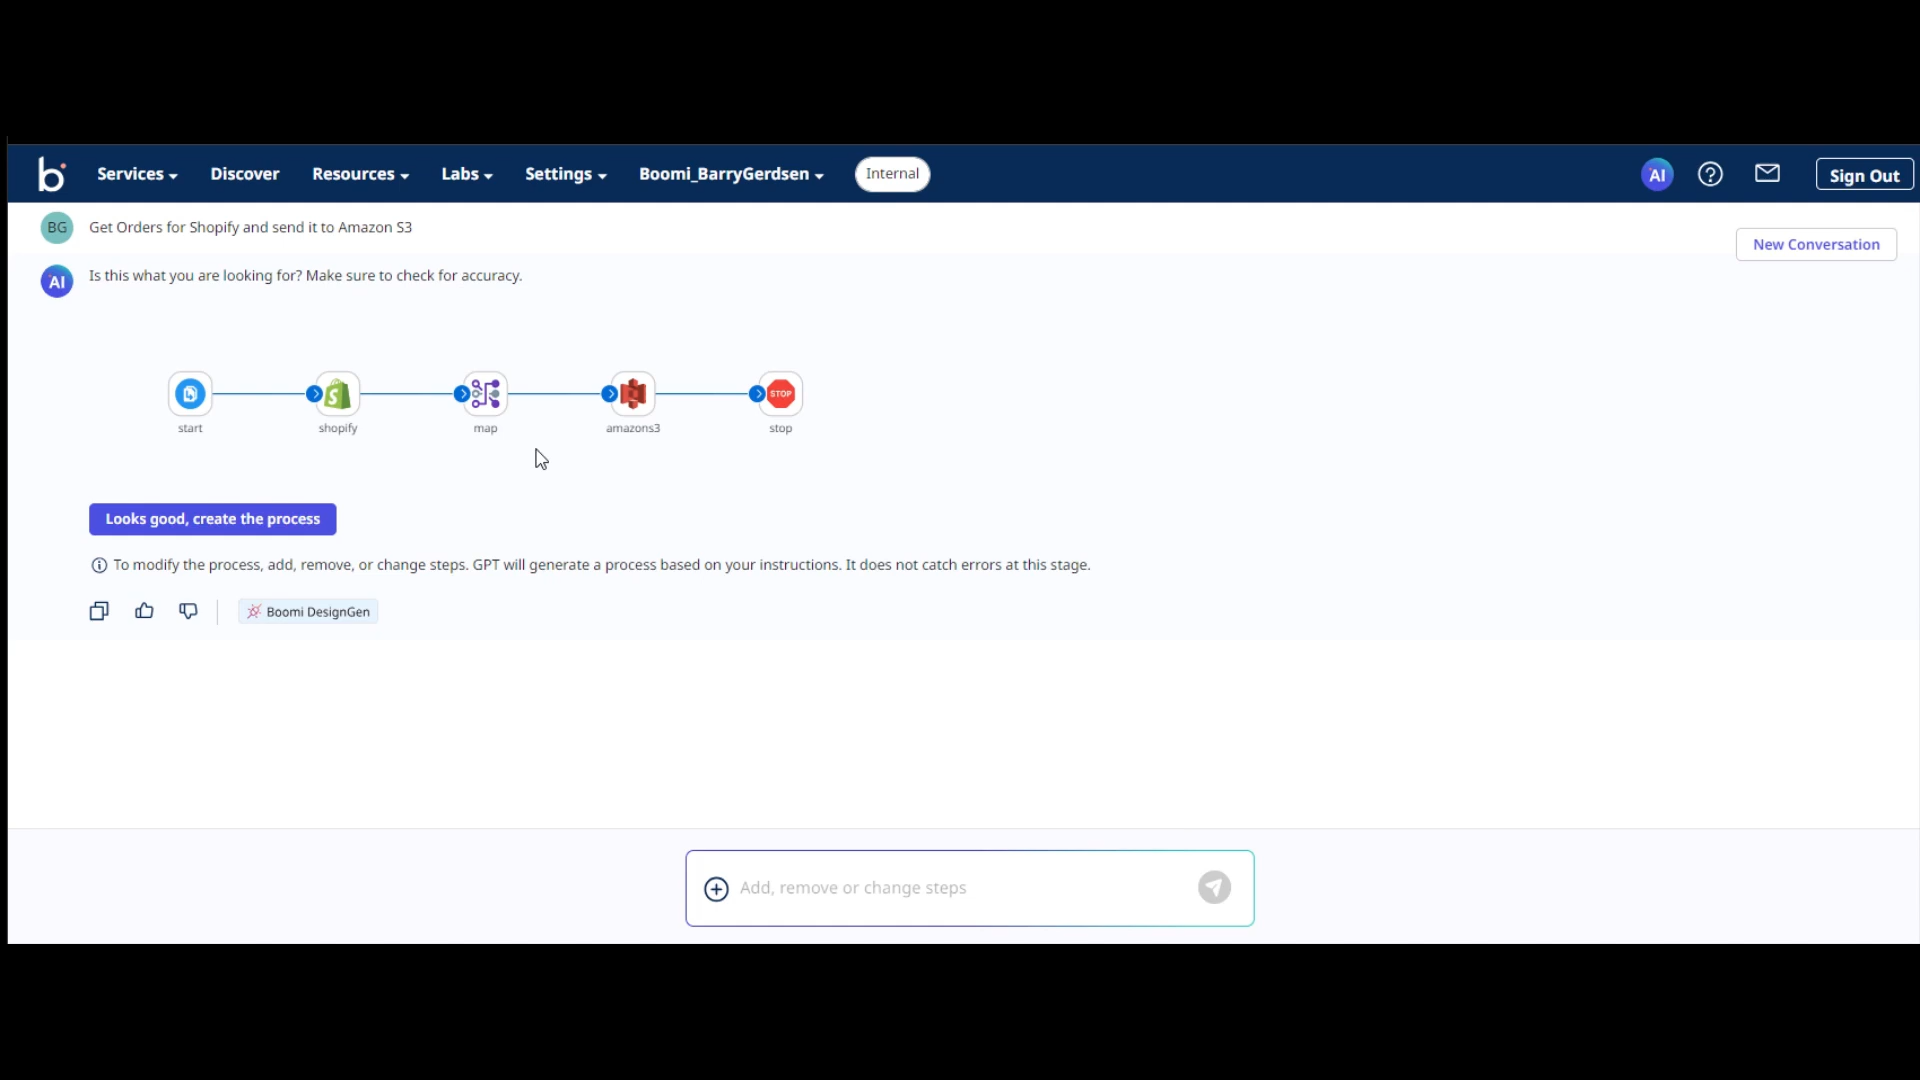 b Services Discover Resources Labs Settings Boomi_BarryGerdsen Internal AI ? Sign Out
BG Get Orders for Shopify and send it to Amazon S3
New Conversation
AI Is this what you are looking for? Make sure to check for accuracy.
STOP
start shopify map amazons3 stop
Looks good, create the process
To modify the process, add, remove, or change steps. GPT will generate a process based on your instructions. It does not catch errors at this stage.
Boomi DesignGen
Add, remove or change steps